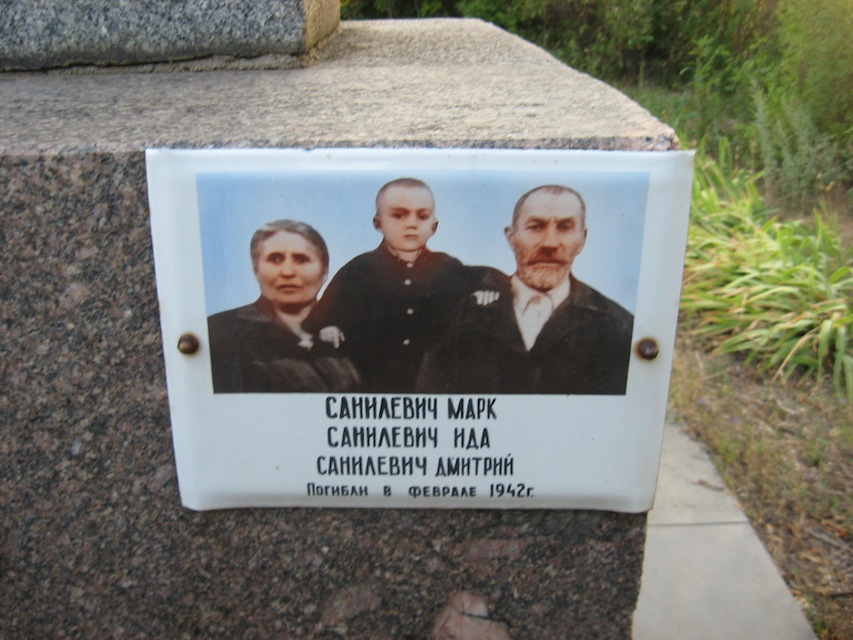 САНИЛЕВИЧ МАРК
САНИЛЕВИЧ ИДА
САНИЛЕВИЧ ДМИТРИЙ
Погибли в феврале 1942г.